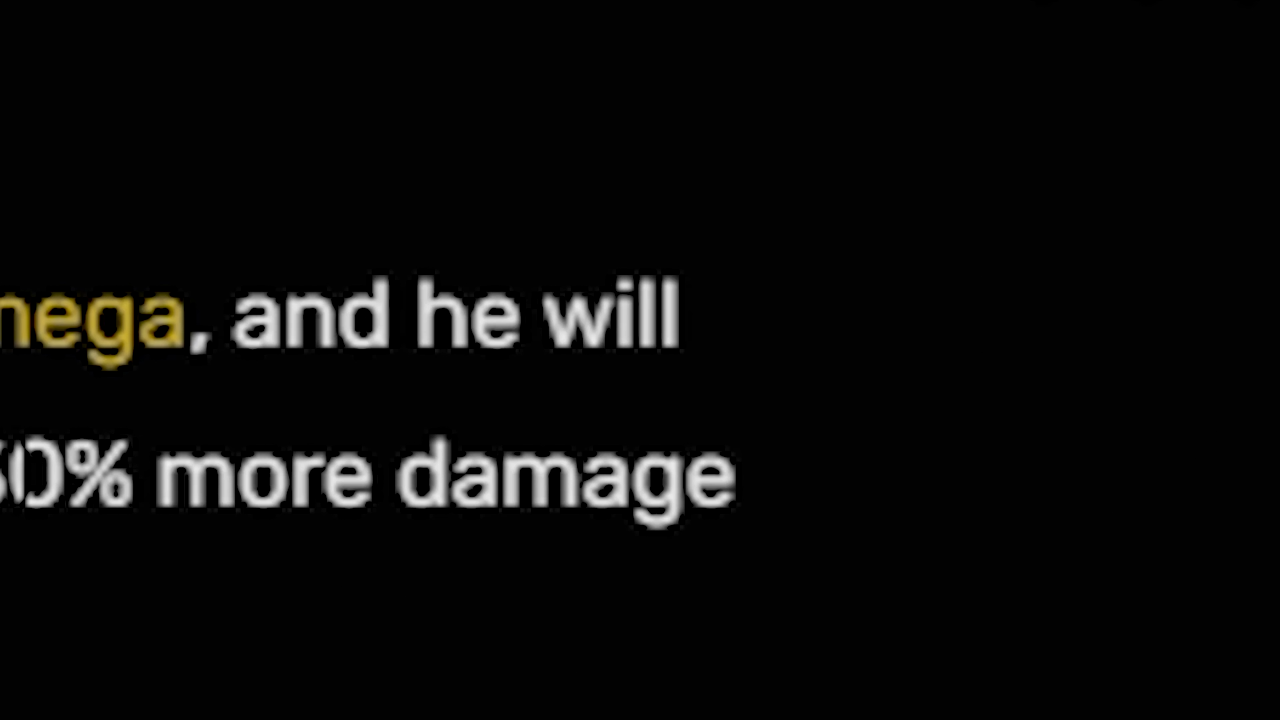 nega, and he will
0% more damage